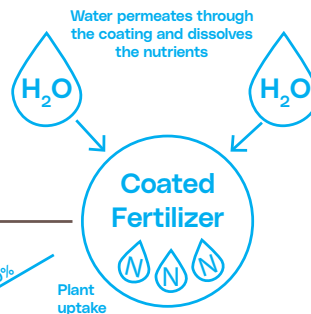 Water permeates through
the coating and dissolves
the nutrients
H₂O
H₂O
Coated
Fertilizer
N N N
Plant
uptake